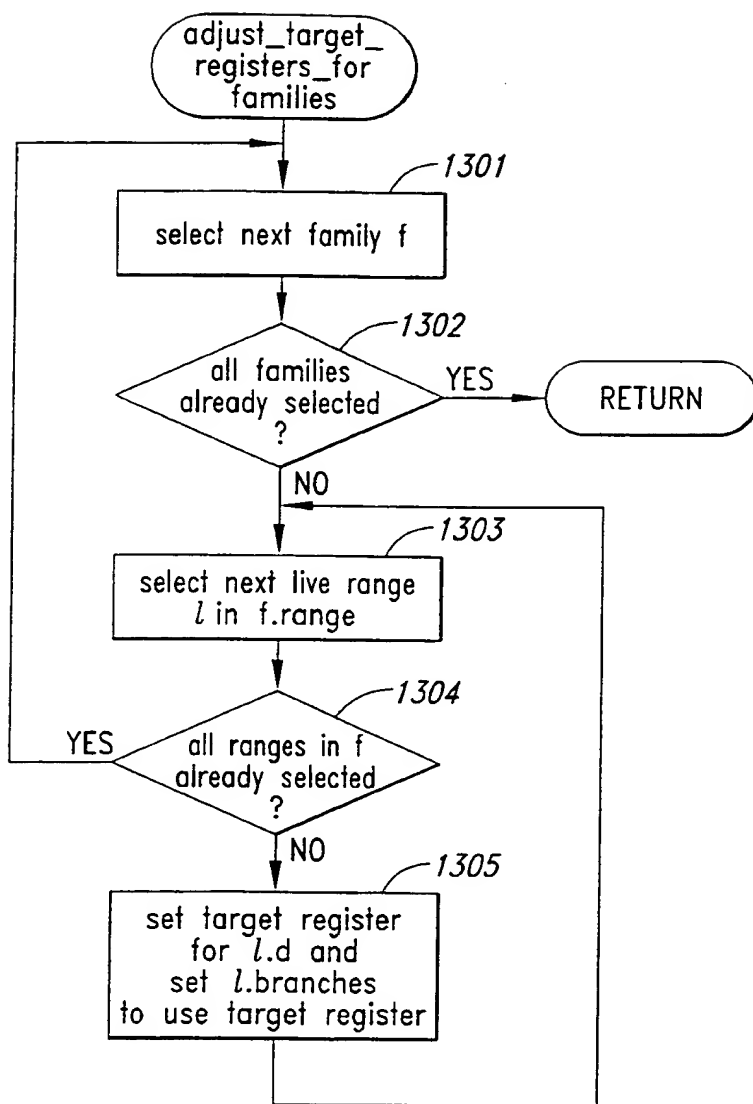 adjust_target_
registers_for
families
1301
select next family f
1302
all families
already selected
?
YES
RETURN
NO
1303
select next live range
l in f.range
1304
YES
all ranges in f
already selected
?
NO
1305
set target register
for l.d and
set l.branches
to use target register